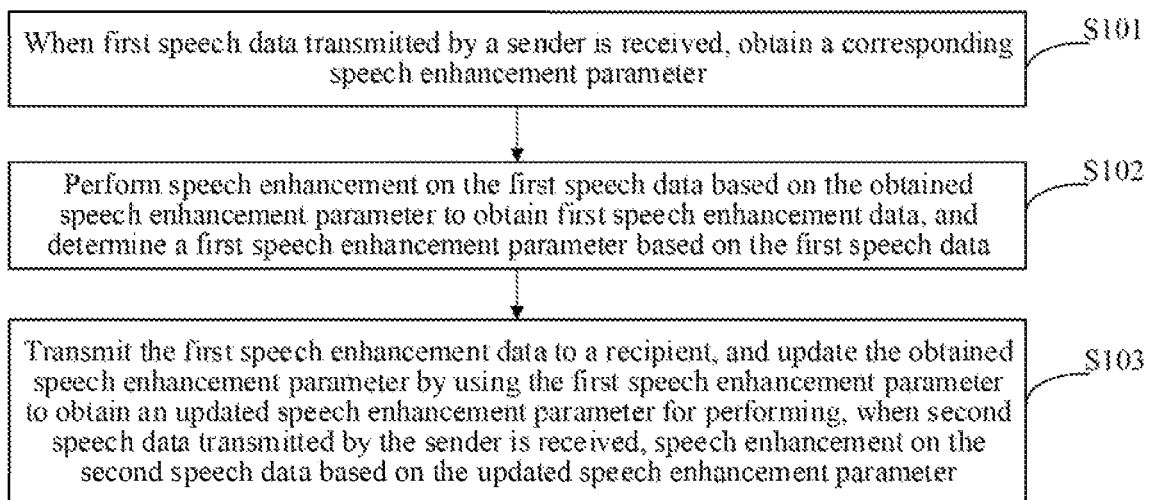 When first speech data transmitted by a sender is received, obtain a corresponding
speech enhancement parameter
S101
Perform speech enhancement on the first speech data based on the obtained
speech enhancement parameter to obtain first speech enhancement data, and
determine a first speech enhancement parameter based on the first speech data
S102
Transmit the first speech enhancement data to a recipient, and update the obtained
speech enhancement parameter by using the first speech enhancement parameter
to obtain an updated speech enhancement parameter for performing, when second
speech data transmitted by the sender is received, speech enhancement on the
second speech data based on the updated speech enhancement parameter
S103